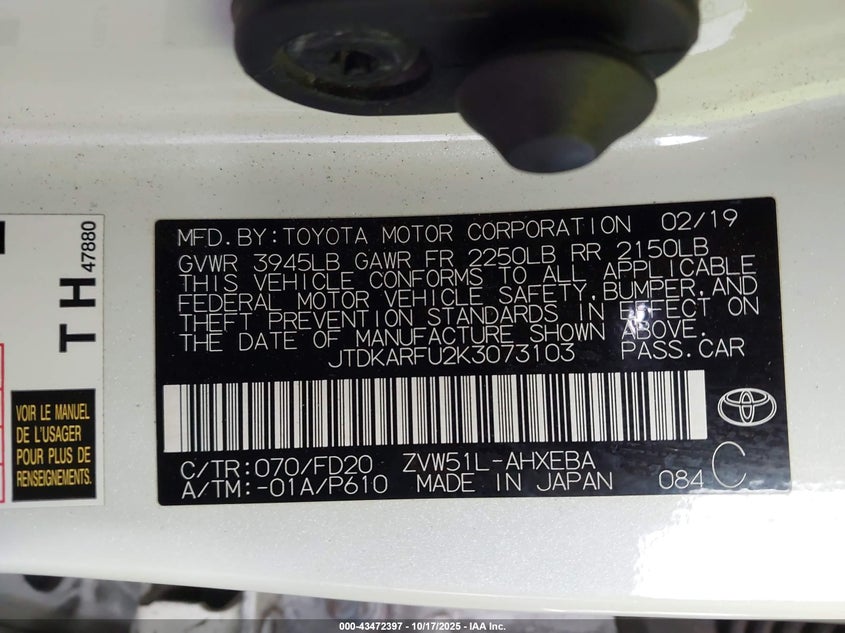 MFD.BY:TOYOTA MOTOR CORPORATION 02/19
GVWR 3945LB GAWR FR 2250LB RR 2150LB
THIS VEHICLE CONFORMS TO ALL APPLICABLE
FEDERAL MOTOR VEHICLE SAFETY,BUMPER,AND
THEFT PREVENTION STANDARDS IN EFFECT ON
THE DATE OF MANUFACTURE SHOWN ABOVE.
JTDKARFU2K3073103 PASS.CAR
C/TR:070/FD20 ZVW51L-AHXEBA
A/TM:-01A/P610 MADE IN JAPAN 084 C
TH
47880
VOIR LE MANUEL
DE L'USAGER
POUR PLUS DE
RENSEIGNEMENTS
000-43472397 | 10/17/2025 | IAA Inc.